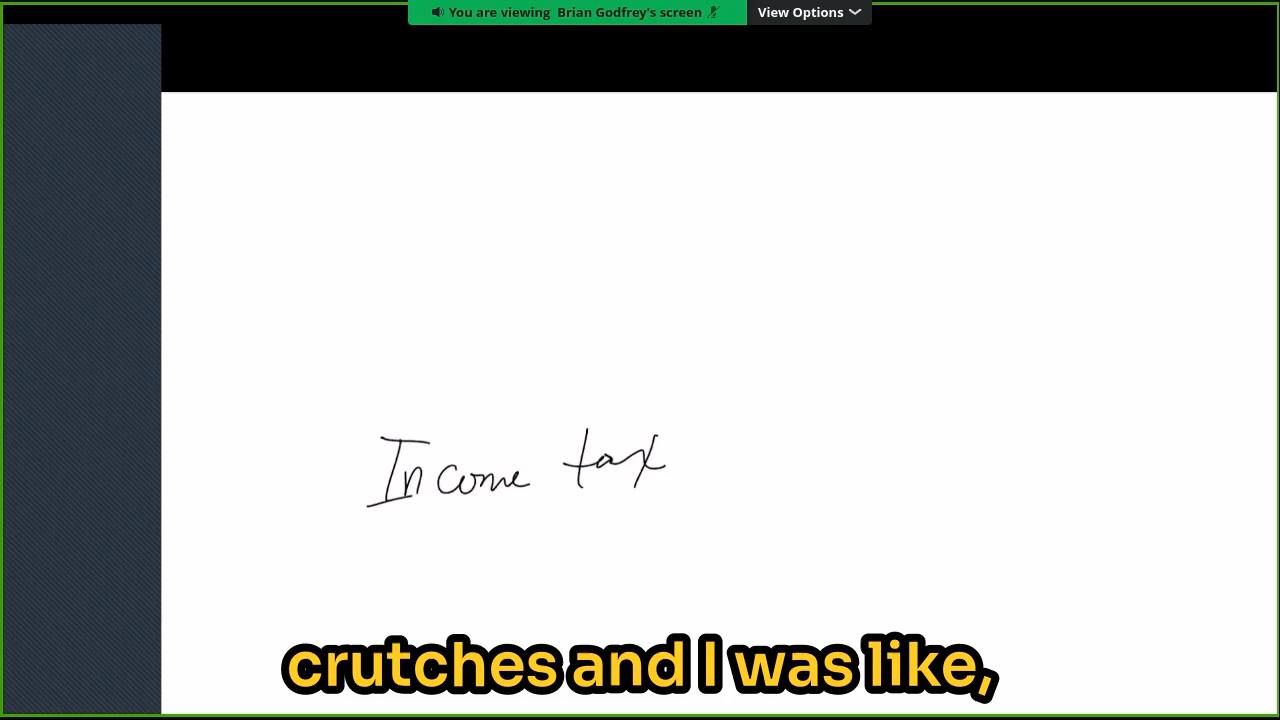 You are viewing Brian Godfrey's screen View Options
Income tax
crutches and I was like,